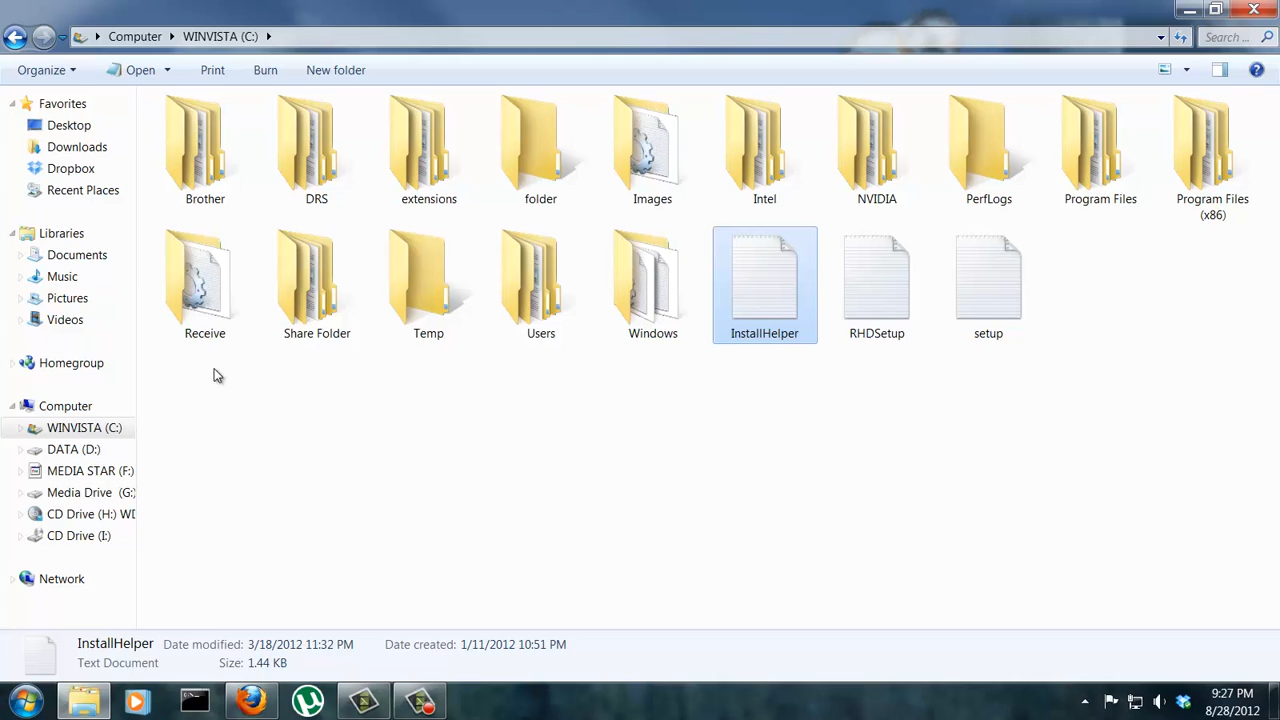 Computer WINVISTA (C:)
Search ...
Organize Open Print Burn New folder
Favorites
Desktop
Downloads
Dropbox
Recent Places
Libraries
Documents
Music
Pictures
Videos
Homegroup
Computer
WINVISTA (C:)
DATA (D:)
MEDIA STAR (F:)
Media Drive (G:)
CD Drive (H:) WD
CD Drive (I:)
Network
Brother DRS extensions folder Images Intel NVIDIA PerfLogs Program Files Program Files
(x86)
Receive Share Folder Temp Users Windows InstallHelper RHDSetup setup
InstallHelper Date modified: 3/18/2012 11:32 PM Date created: 1/11/2012 10:51 PM
Text Document Size: 1.44 KB
9:27 PM
8/28/2012